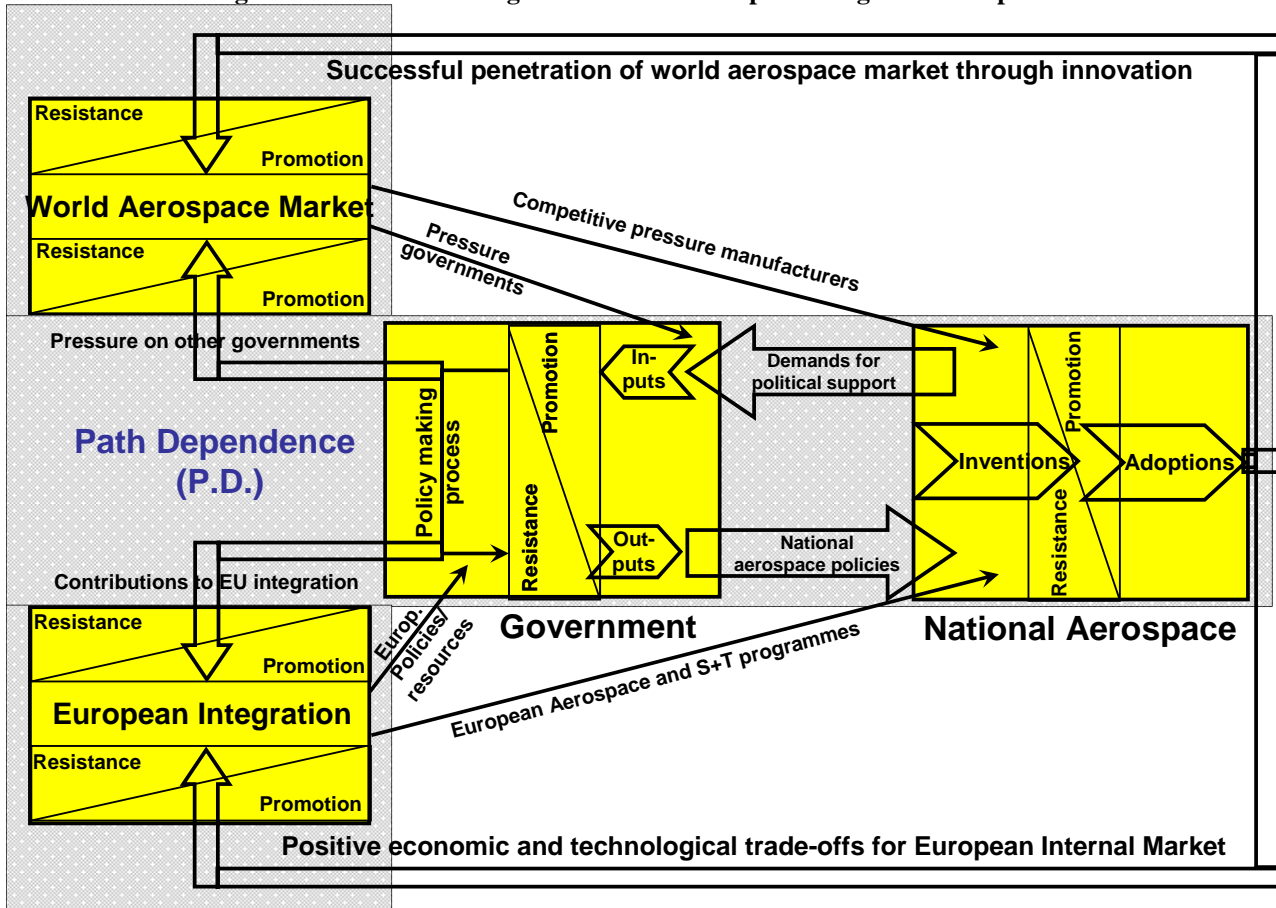 Successful penetration of world aerospace market through innovation
Resistance
Promotion
World Aerospace Market
Resistance
Promotion
Competitive pressure manufacturers
Pressure
governments
Pressure on other governments
Path Dependence
(P.D.)
Policy making
process
Promotion
Resistance
In-
puts
Out-
puts
Demands for
political support
National
aerospace policies
Inventions
Promotion
Resistance
Adoptions
Contributions to EU integration
Government
National Aerospace
Europ.
Policies/
resources
European Aerospace and S+T programmes
Resistance
Promotion
European Integration
Resistance
Promotion
Positive economic and technological trade-offs for European Internal Market